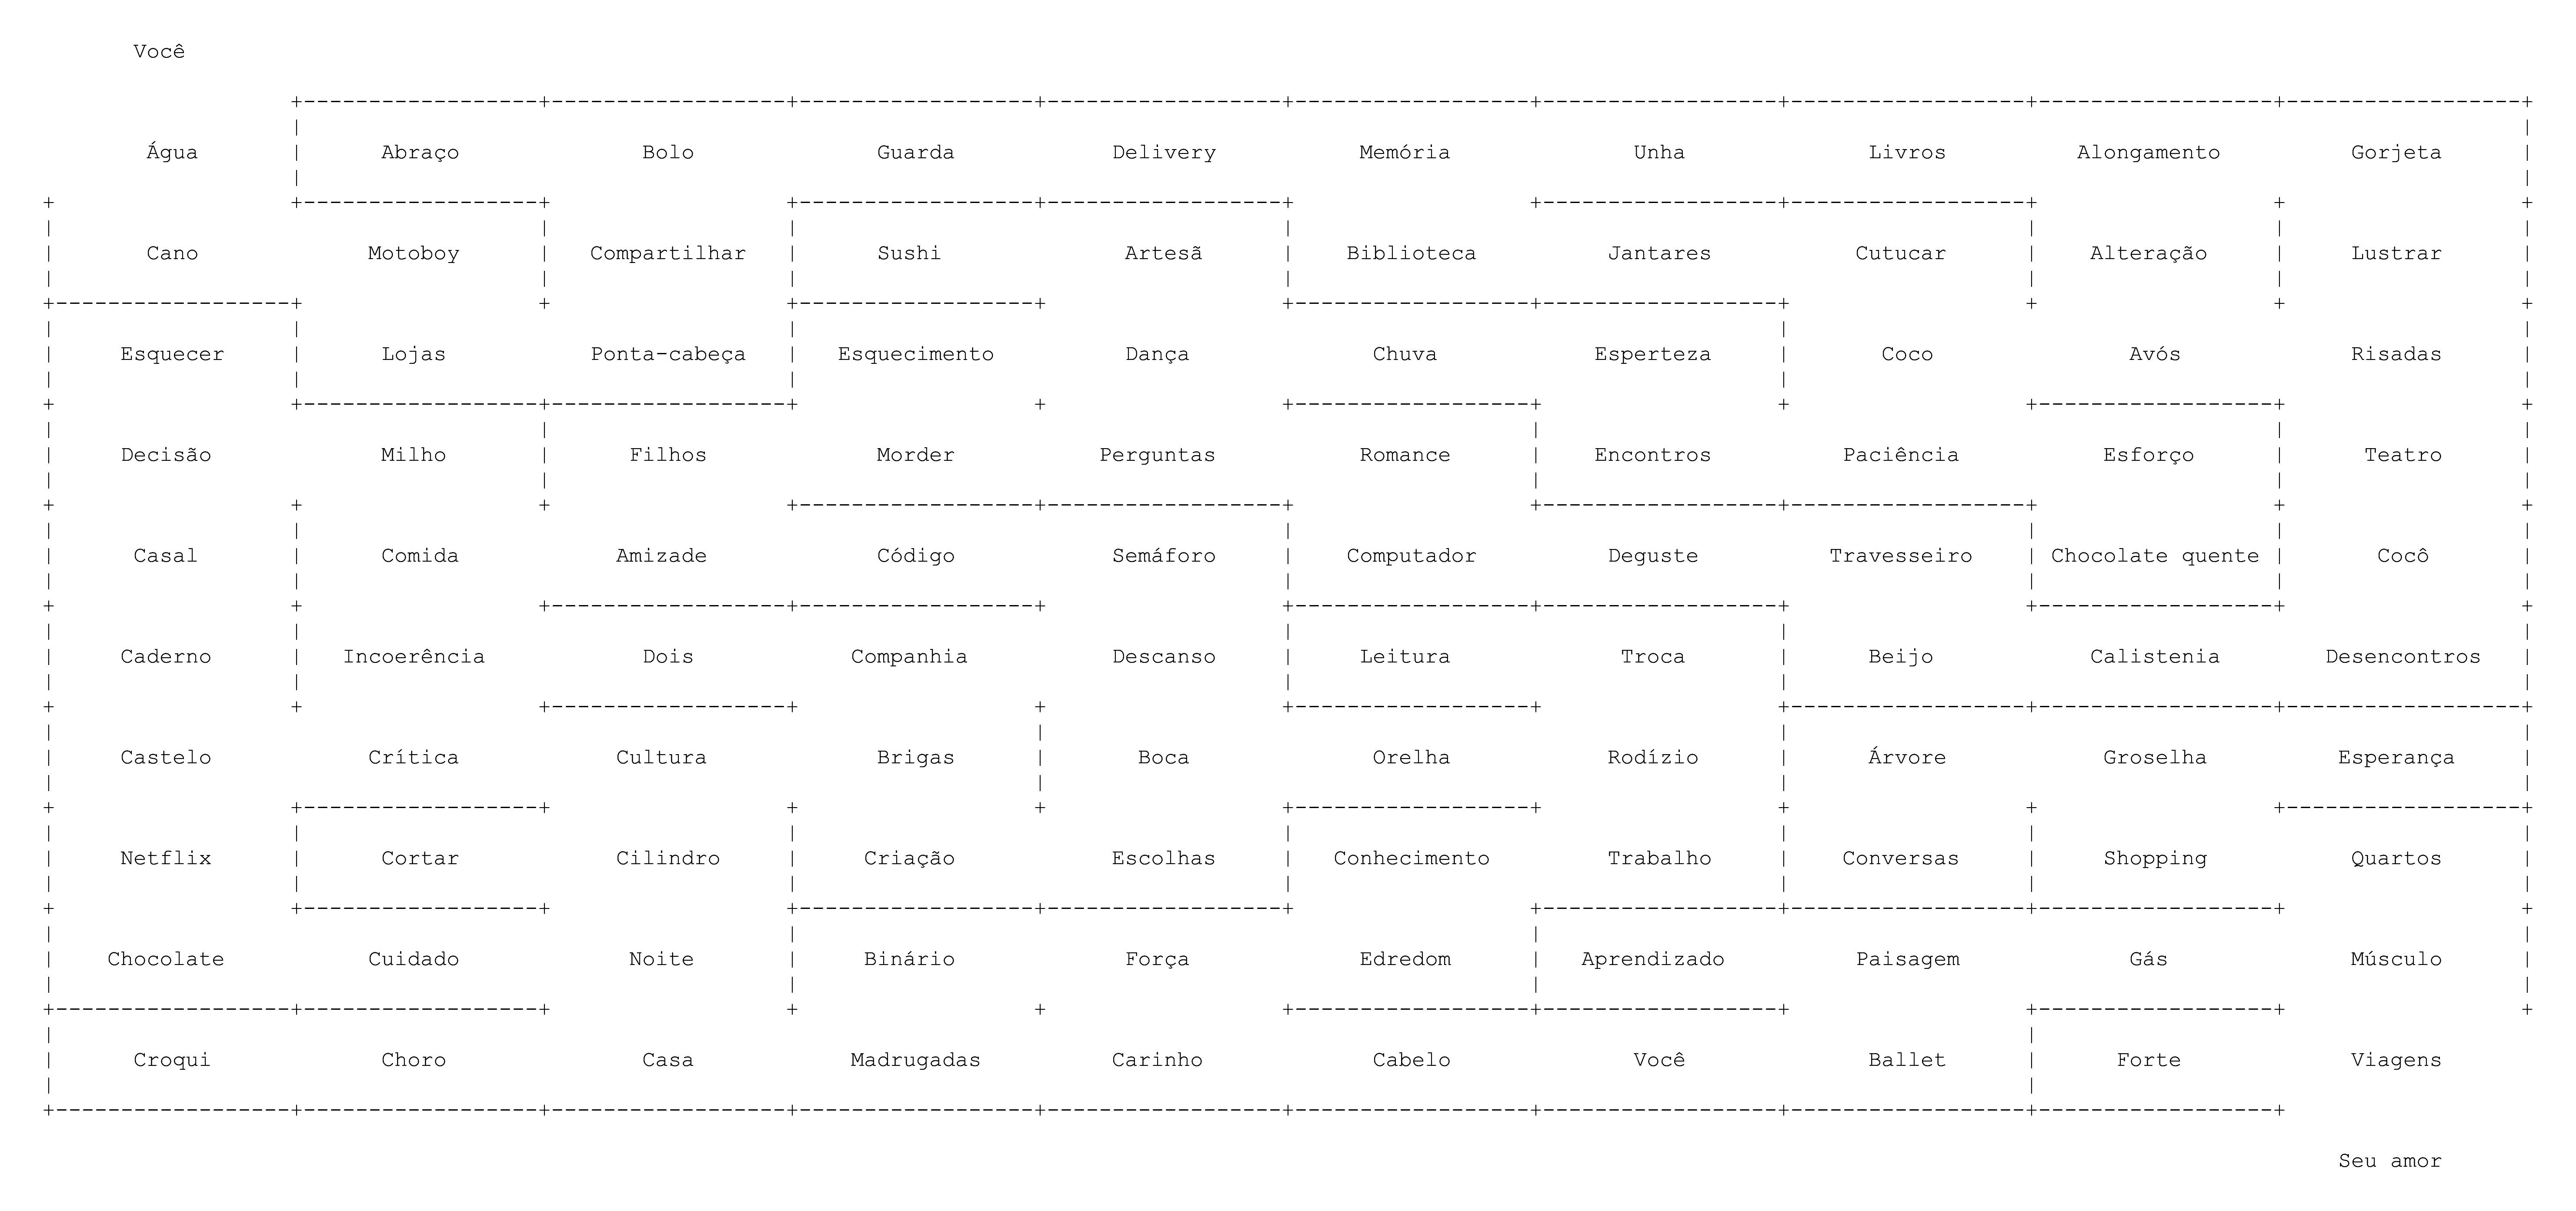 Você
Água Abraço Bolo Guarda Delivery Memória Unha Livros Alongamento Gorjeta
Cano Motoboy Compartilhar Sushi Artesã Biblioteca Jantares Cutucar Alteração Lustrar
Esquecer Lojas Ponta-cabeça Esquecimento Dança Chuva Esperteza Coco Avós Risadas
Decisão Milho Filhos Morder Perguntas Romance Encontros Paciência Esforço Teatro
Casal Comida Amizade Código Semáforo Computador Deguste Travesseiro Chocolate quente Cocô
Caderno Incoerência Dois Companhia Descanso Leitura Troca Beijo Calistenia Desencontros
Castelo Crítica Cultura Brigas Boca Orelha Rodízio Árvore Groselha Esperança
Netflix Cortar Cilindro Criação Escolhas Conhecimento Trabalho Conversas Shopping Quartos
Chocolate Cuidado Noite Binário Força Edredom Aprendizado Paisagem Gás Músculo
Croqui Choro Casa Madrugadas Carinho Cabelo Você Ballet Forte Viagens
Seu amor